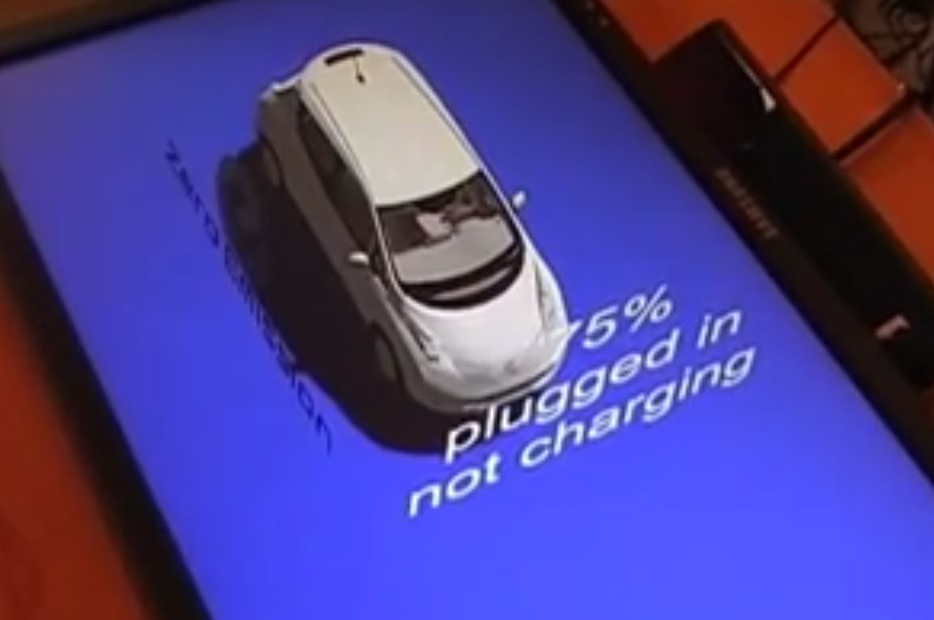 zero emission
75%
plugged in
not charging